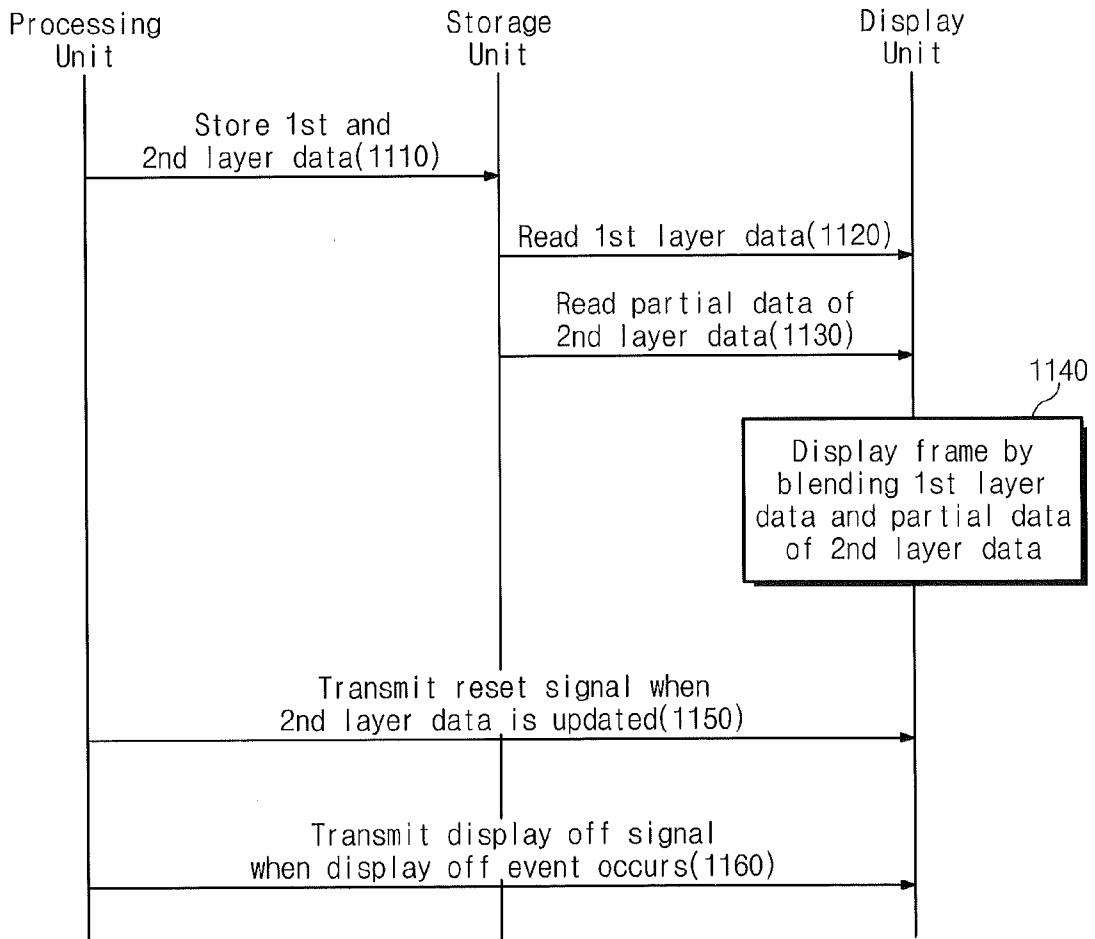 Processing
Unit
Storage
Unit
Display
Unit
Store 1st and
2nd layer data(1110)
Read 1st layer data(1120)
Read partial data of
2nd layer data(1130)
1140
Display frame by
blending 1st layer
data and partial data
of 2nd layer data
Transmit reset signal when
2nd layer data is updated(1150)
Transmit display off signal
when display off event occurs(1160)